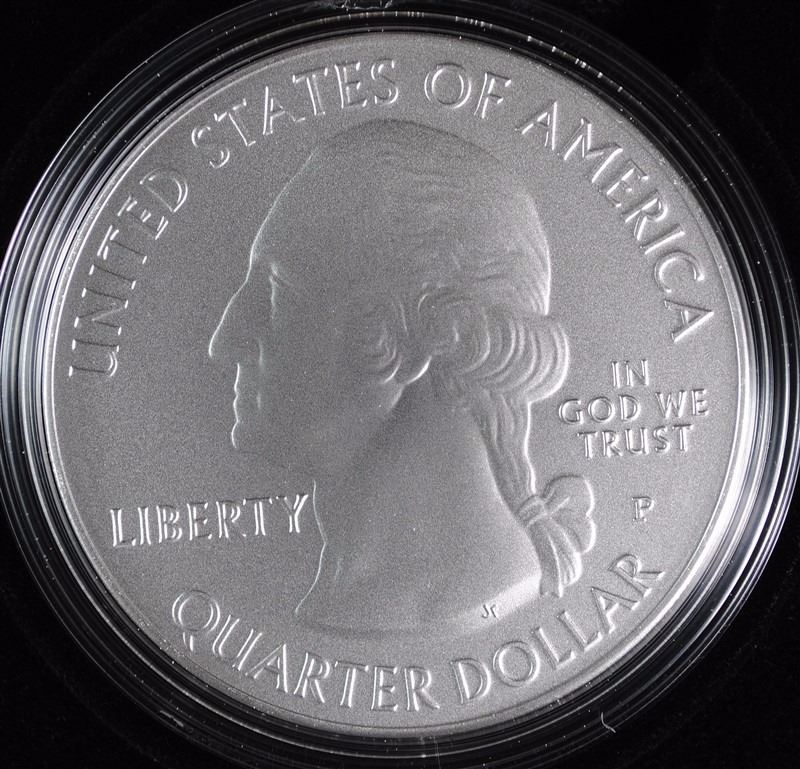 UNITED STATES OF AMERICA
IN
GOD WE
TRUST
LIBERTY
P
JF
QUARTER DOLLAR